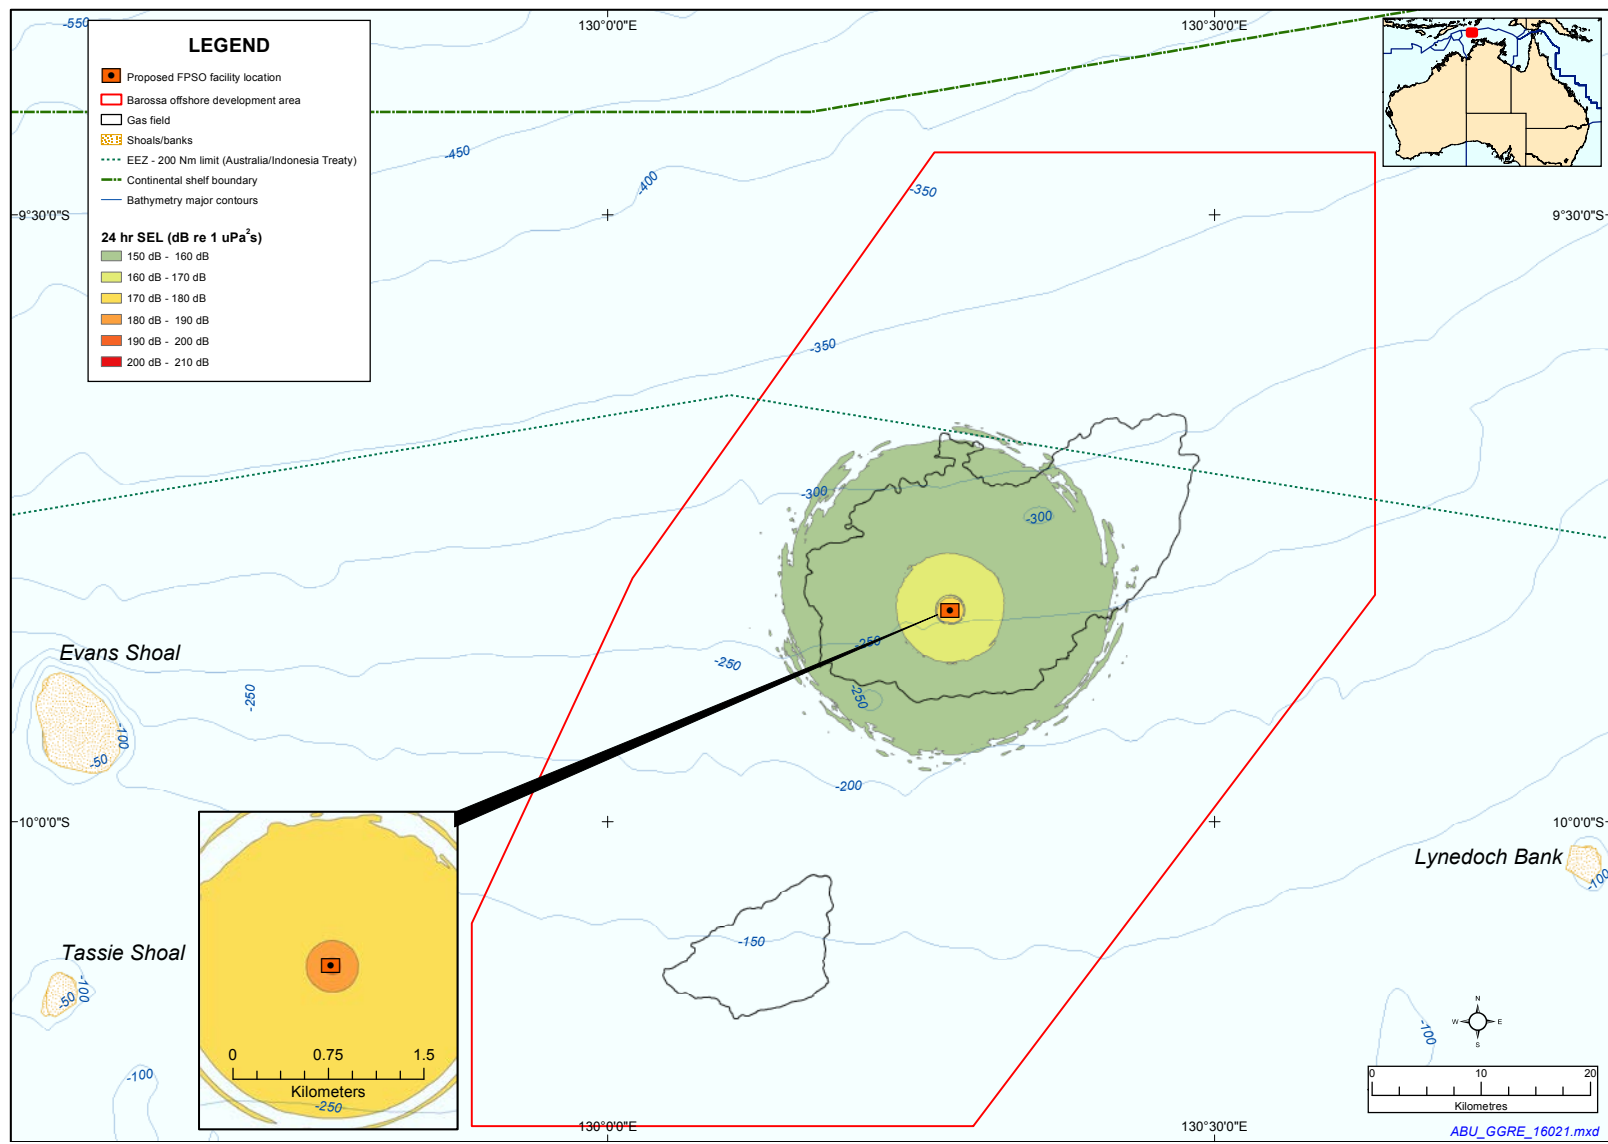 -550
130°0'0"E
130°30'0"E
LEGEND
Proposed FPSO facility location
Barossa offshore development area
Gas field
Shoals/banks
EEZ - 200 Nm limit (Australia/Indonesia Treaty)
Continental shelf boundary
Bathymetry major contours
24 hr SEL (dB re 1 uPa²s)
150 dB - 160 dB
160 dB - 170 dB
170 dB - 180 dB
180 dB - 190 dB
190 dB - 200 dB
200 dB - 210 dB
-450
-400
-350
9°30'0"S
9°30'0"S
-350
-300
-300
Evans Shoal
-250
-250
-250
-250
-100
-50
-200
10°0'0"S
10°0'0"S
Lynedoch Bank
-100
-150
Tassie Shoal
-100
-50
N
W
E
S
-100
-100
0
0.75
1.5
Kilometers
-250
0
10
20
Kilometres
130°0'0"E
130°30'0"E
ABU_GGRE_16021.mxd